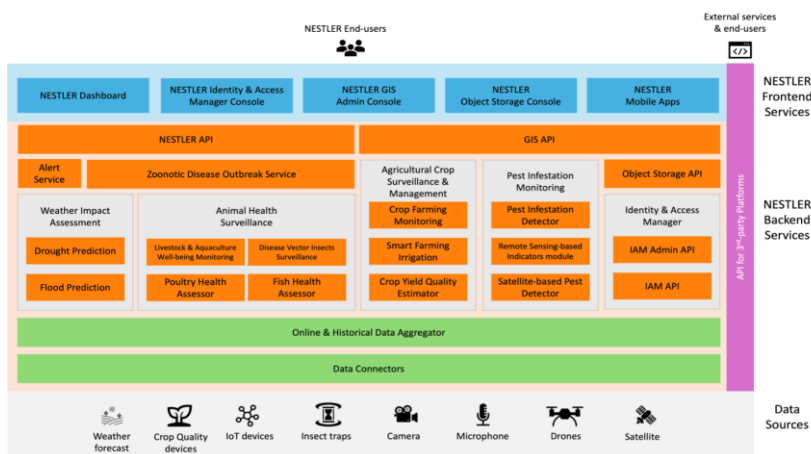 NESTLER End-users
External services
& end-users
NESTLER Dashboard
NESTLER Identity & Access
Manager Console
NESTLER GIS
Admin Console
NESTLER
Object Storage Console
NESTLER
Mobile Apps
NESTLER
Frontend
Services
NESTLER API
GIS API
Alert
Service
Zoonotic Disease Outbreak Service
Agricultural Crop
Surveillance &
Management
Pest Infestation
Monitoring
Object Storage API
Weather Impact
Assessment
Animal Health
Surveillance
Crop Farming
Monitoring
Pest Infestation
Detector
Identity & Access
Manager
NESTLER
Backend
Services
Drought Prediction
Livestock & Aquaculture
Well-being Monitoring
Disease Vector Insects
Surveillance
Smart Farming
Irrigation
Remote Sensing-based
Indicators module
IAM Admin API
Flood Prediction
Poultry Health
Assessor
Fish Health
Assessor
Crop Yield Quality
Estimator
Satellite-based Pest
Detector
IAM API
API for 3rd-party Platforms
Online & Historical Data Aggregator
Data Connectors
Weather
forecast
Crop Quality
devices
IoT devices
Insect traps
Camera
Microphone
Drones
Satellite
Data
Sources